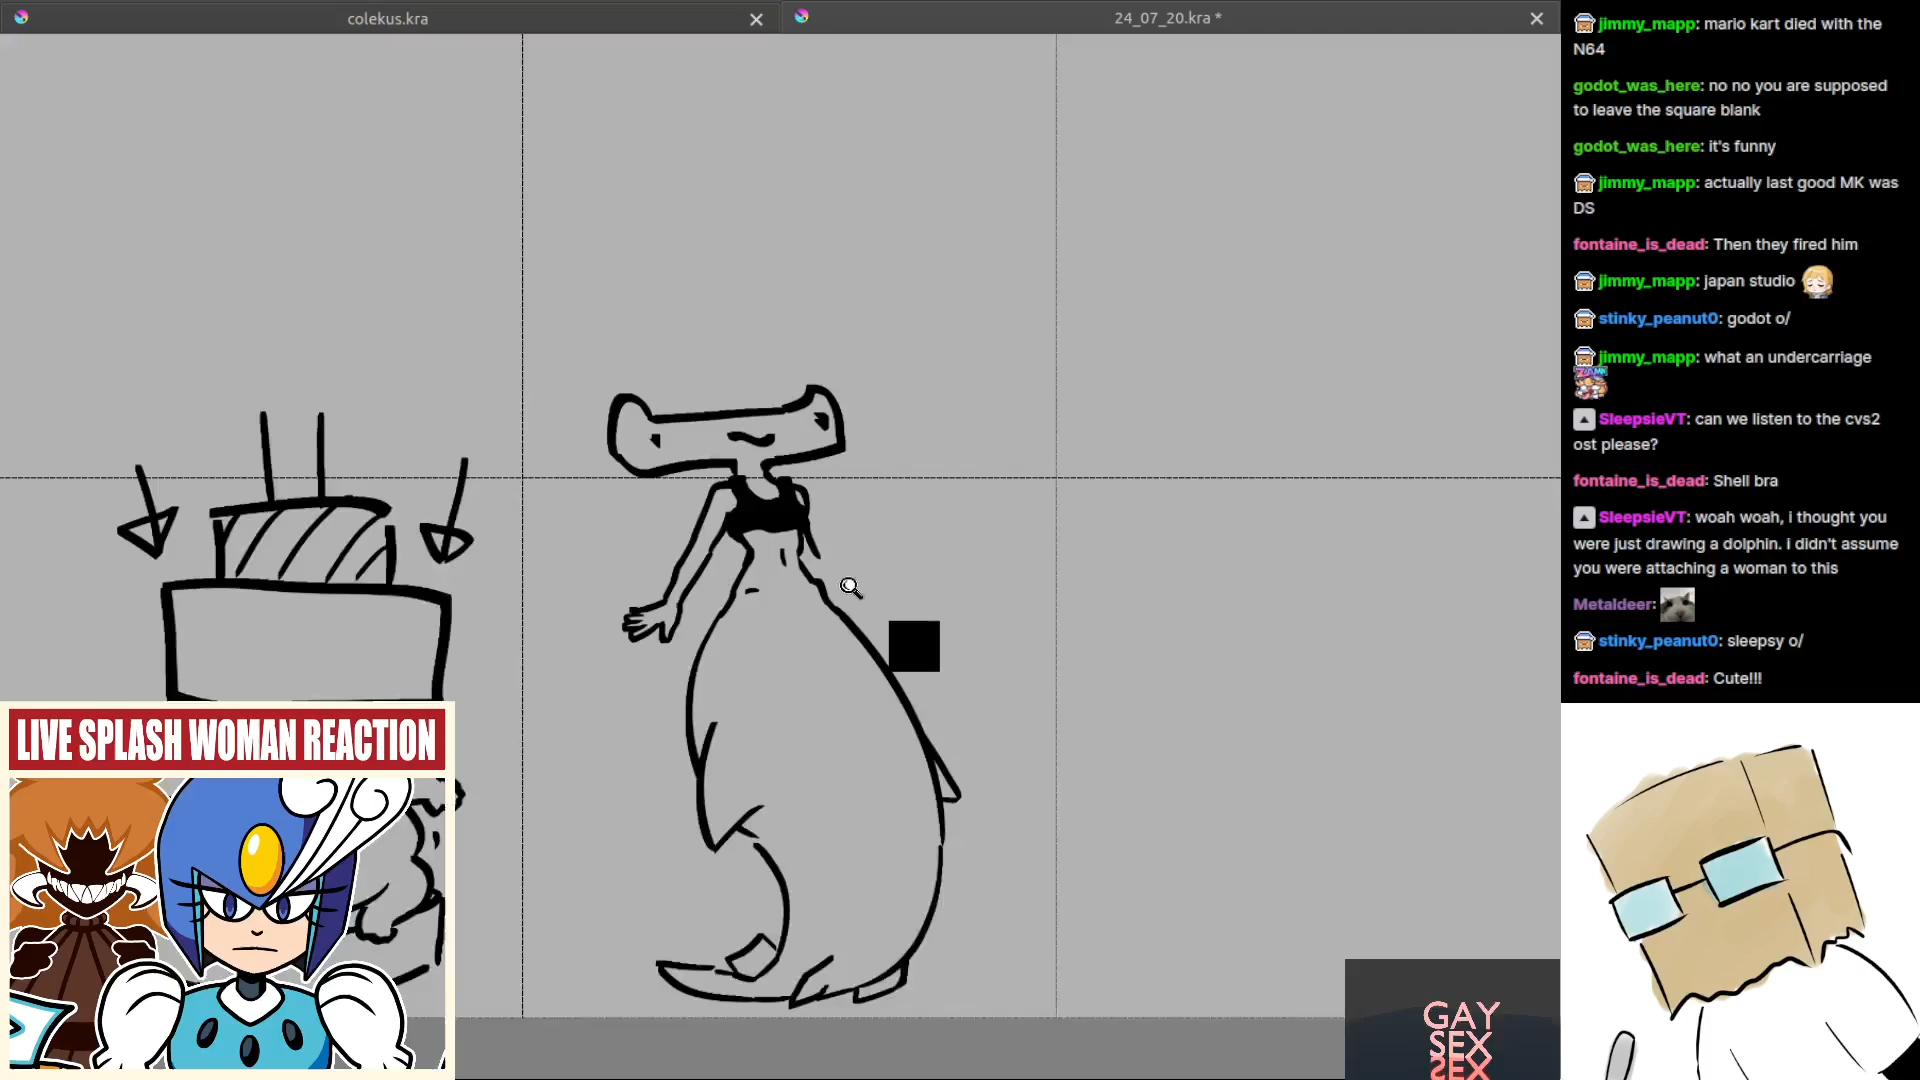 colekus.kra
24_07_20.kra *
jimmy_mapp: mario kart died with the
N64
godot_was_here: no no you are supposed
to leave the square blank
godot_was_here: it's funny
jimmy_mapp: actually last good MK was
DS
fontaine_is_dead: Then they fired him
jimmy_mapp: japan studio
stinky_peanut0: godot o/
jimmy_mapp: what an undercarriage
SleepsieVT: can we listen to the cvs2
ost please?
fontaine_is_dead: Shell bra
SleepsieVT: woah woah, i thought you
were just drawing a dolphin. i didn't assume
you were attaching a woman to this
Metaldeer:
stinky_peanut0: sleepsy o/
fontaine_is_dead: Cute!!!
LIVE SPLASH WOMAN REACTION
GAY
SEX
SEX